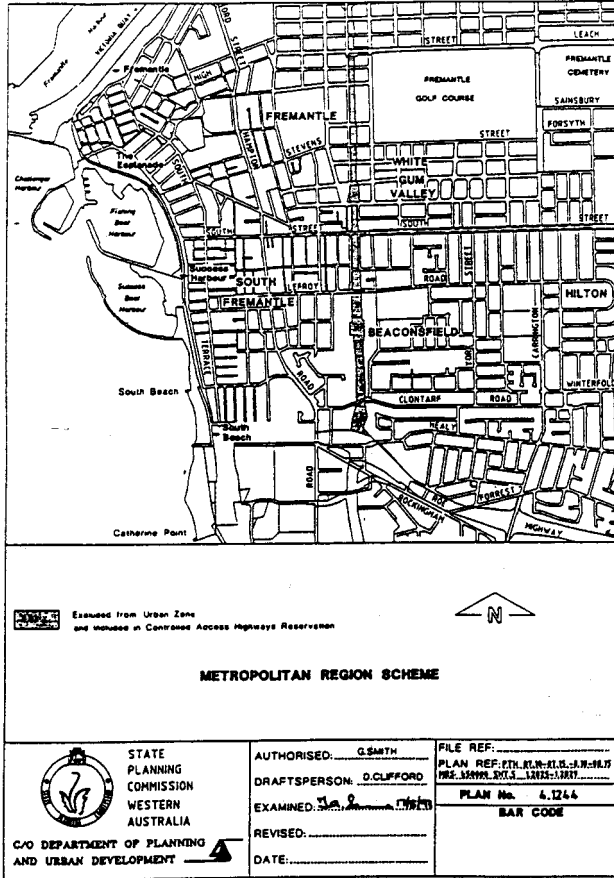 Fremantle
VICTORIA QUAY
STREET
STREET
LEACH
FREMANTLE
CEMETERY
Fremantle
HIGH
FREMANTLE
GOLF COURSE
SAINSBURY
FREMANTLE
HAMPTON
FORSYTH
STEVENS
STREET
The
Esplanade
SOUTH
WHITE
GUM
VALLEY
Challenger
Harbour
Fishing
Boat
Harbour
SOUTH
STREET
SOUTH
STREET
Success
Harbour
SOUTH
LEFROY
ROAD
STREET
Success
Boat
Harbour
FREMANTLE
HILTON
BEACONSFIELD
CARRINGTON
TERRACE
ROAD
WINTERFOLD
South Beach
CLONTARF
ROAD
South
Beach
HEALY
ROAD
FORREST
ROCKINGHAM
Catherine Point
HIGHWAY
Excluded from Urban Zone
and included in Controlled Access Highways Reservation
N
METROPOLITAN REGION SCHEME
STATE
PLANNING
COMMISSION
WESTERN
AUSTRALIA
C/O DEPARTMENT OF PLANNING
AND URBAN DEVELOPMENT
AUTHORISED: G.SMITH
DRAFTSPERSON: D.CLIFFORD
EXAMINED:
REVISED:
DATE:
FILE REF:
PLAN REF:
PLAN No. 4.1244
BAR CODE